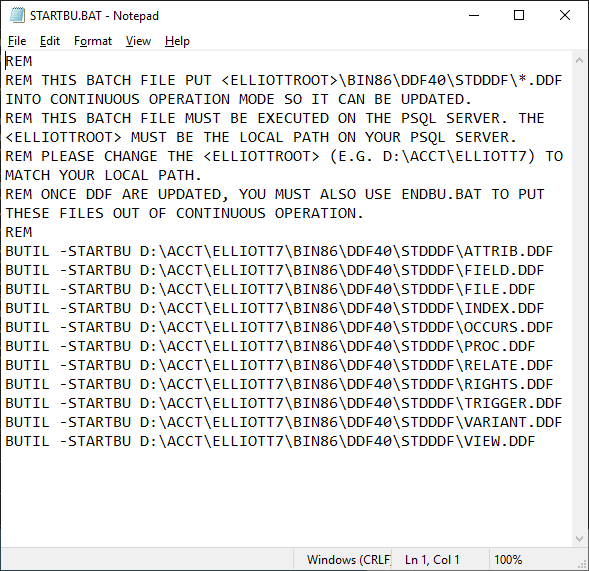 STARTBU.BAT - Notepad
File Edit Format View Help
REM
REM THIS BATCH FILE PUT <ELLIOTTROOT>\BIN86\DDF40\STDDDF\*.DDF
INTO CONTINUOUS OPERATION MODE SO IT CAN BE UPDATED.
REM THIS BATCH FILE MUST BE EXECUTED ON THE PSQL SERVER. THE
<ELLIOTTROOT> MUST BE THE LOCAL PATH ON YOUR PSQL SERVER.
REM PLEASE CHANGE THE <ELLIOTTROOT> (E.G. D:\ACCT\ELLIOTT7) TO
MATCH YOUR LOCAL PATH.
REM ONCE DDF ARE UPDATED, YOU MUST ALSO USE ENDBU.BAT TO PUT
THESE FILES OUT OF CONTINUOUS OPERATION.
REM
BUTIL -STARTBU D:\ACCT\ELLIOTT7\BIN86\DDF40\STDDDF\ATTRIB.DDF
BUTIL -STARTBU D:\ACCT\ELLIOTT7\BIN86\DDF40\STDDDF\FIELD.DDF
BUTIL -STARTBU D:\ACCT\ELLIOTT7\BIN86\DDF40\STDDDF\FILE.DDF
BUTIL -STARTBU D:\ACCT\ELLIOTT7\BIN86\DDF40\STDDDF\INDEX.DDF
BUTIL -STARTBU D:\ACCT\ELLIOTT7\BIN86\DDF40\STDDDF\OCCURS.DDF
BUTIL -STARTBU D:\ACCT\ELLIOTT7\BIN86\DDF40\STDDDF\PROC.DDF
BUTIL -STARTBU D:\ACCT\ELLIOTT7\BIN86\DDF40\STDDDF\RELATE.DDF
BUTIL -STARTBU D:\ACCT\ELLIOTT7\BIN86\DDF40\STDDDF\RIGHTS.DDF
BUTIL -STARTBU D:\ACCT\ELLIOTT7\BIN86\DDF40\STDDDF\TRIGGER.DDF
BUTIL -STARTBU D:\ACCT\ELLIOTT7\BIN86\DDF40\STDDDF\VARIANT.DDF
BUTIL -STARTBU D:\ACCT\ELLIOTT7\BIN86\DDF40\STDDDF\VIEW.DDF
Windows (CRLF Ln 1, Col 1 100%